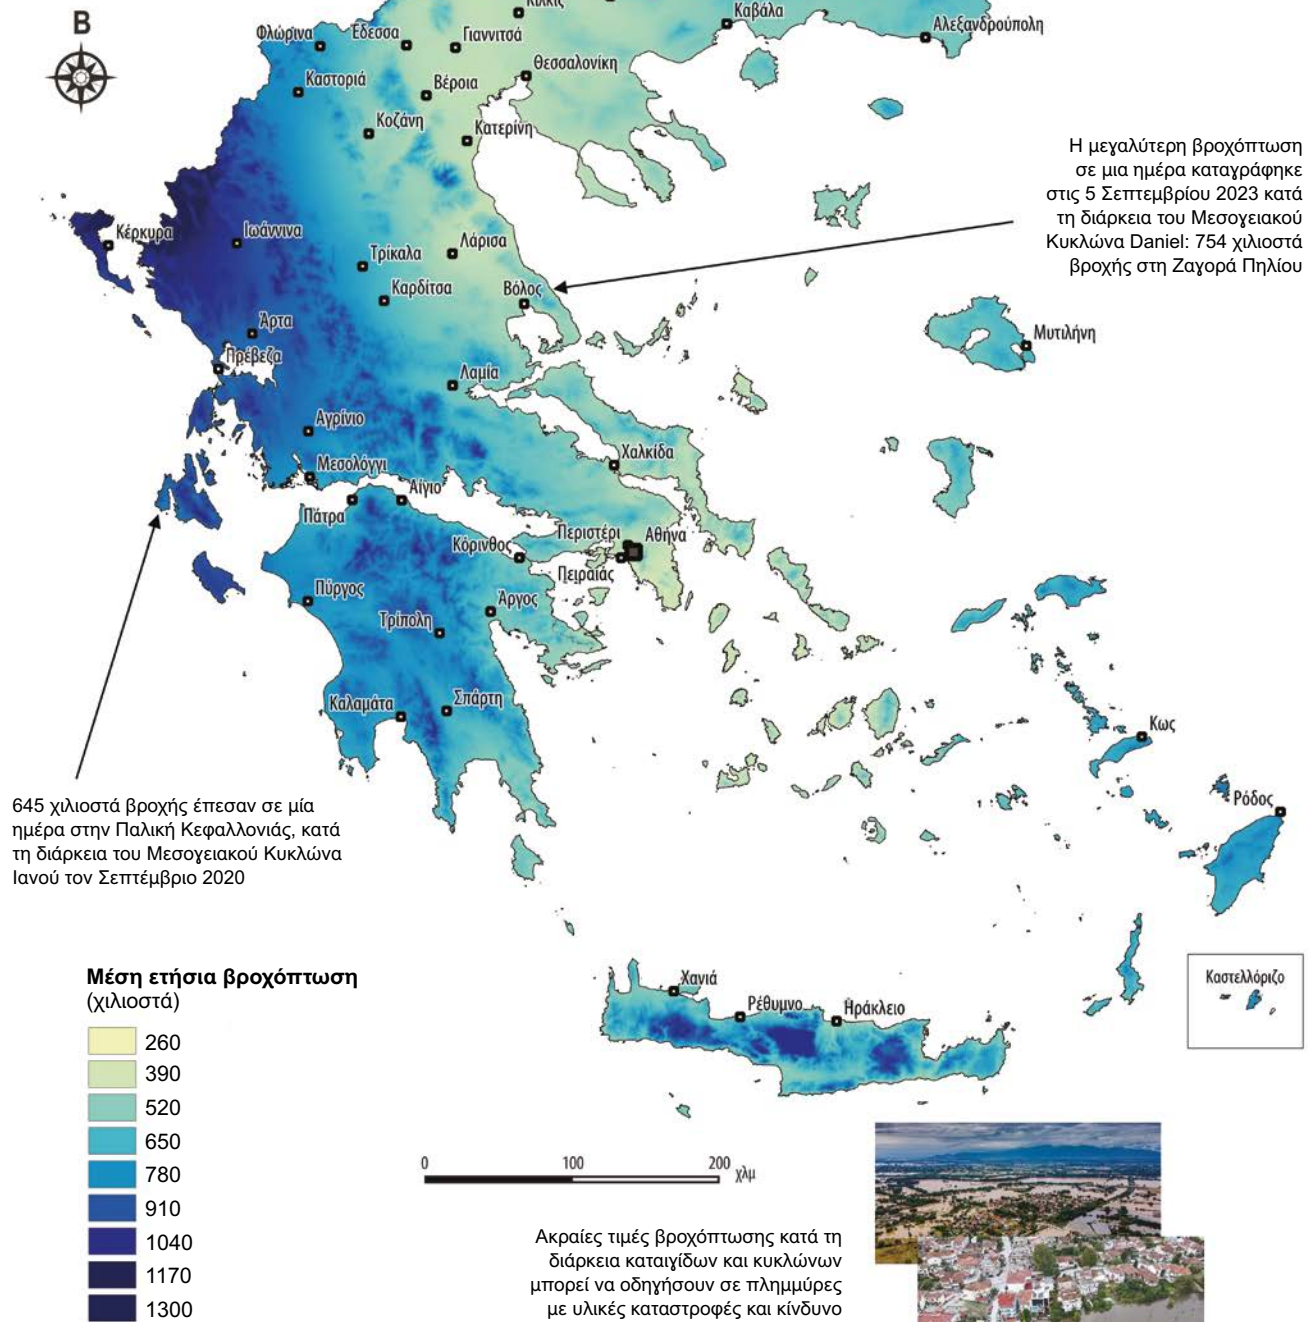 Κιλκίς
Καβάλα
Αλεξανδρούπολη
Β
Φλώρινα
Έδεσσα
Γιαννιτσά
Θεσσαλονίκη
Καστοριά
Βέροια
Κοζάνη
Κατερίνη
Η μεγαλύτερη βροχόπτωση
σε μια ημέρα καταγράφηκε
στις 5 Σεπτεμβρίου 2023 κατά
τη διάρκεια του Μεσογειακού
Κυκλώνα Daniel: 754 χιλιοστά
βροχής στη Ζαγορά Πηλίου
Κέρκυρα
Ιωάννινα
Τρίκαλα
Λάρισα
Καρδίτσα
Βόλος
Άρτα
Πρέβεζα
Μυτιλήνη
Λαμία
Αγρίνιο
Χαλκίδα
Μεσολόγγι
Αίγιο
Πάτρα
Κόρινθος
Περιστέρι
Αθήνα
Πειραιάς
Πύργος
Άργος
Τρίπολη
Καλαμάτα
Σπάρτη
Κως
Ρόδος
645 χιλιοστά βροχής έπεσαν σε μία
ημέρα στην Παλική Κεφαλλονιάς, κατά
τη διάρκεια του Μεσογειακού Κυκλώνα
Ιανού τον Σεπτέμβριο 2020
Καστελλόριζο
Χανιά
Ρέθυμνο
Ηράκλειο
Μέση ετήσια βροχόπτωση
(χιλιοστά)
260
390
520
650
780
910
1040
1170
1300
0 100 200 χλμ
Ακραίες τιμές βροχόπτωσης κατά τη
διάρκεια καταιγίδων και κυκλώνων
μπορεί να οδηγήσουν σε πλημμύρες
με υλικές καταστροφές και κίνδυνο